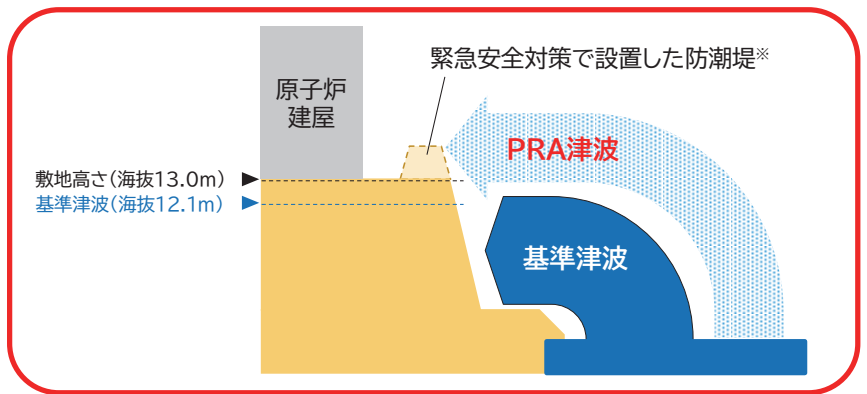 緊急安全対策で設置した防潮堤※
原子炉
建屋
PRA津波
敷地高さ(海抜13.0m)
基準津波(海抜12.1m)
基準津波